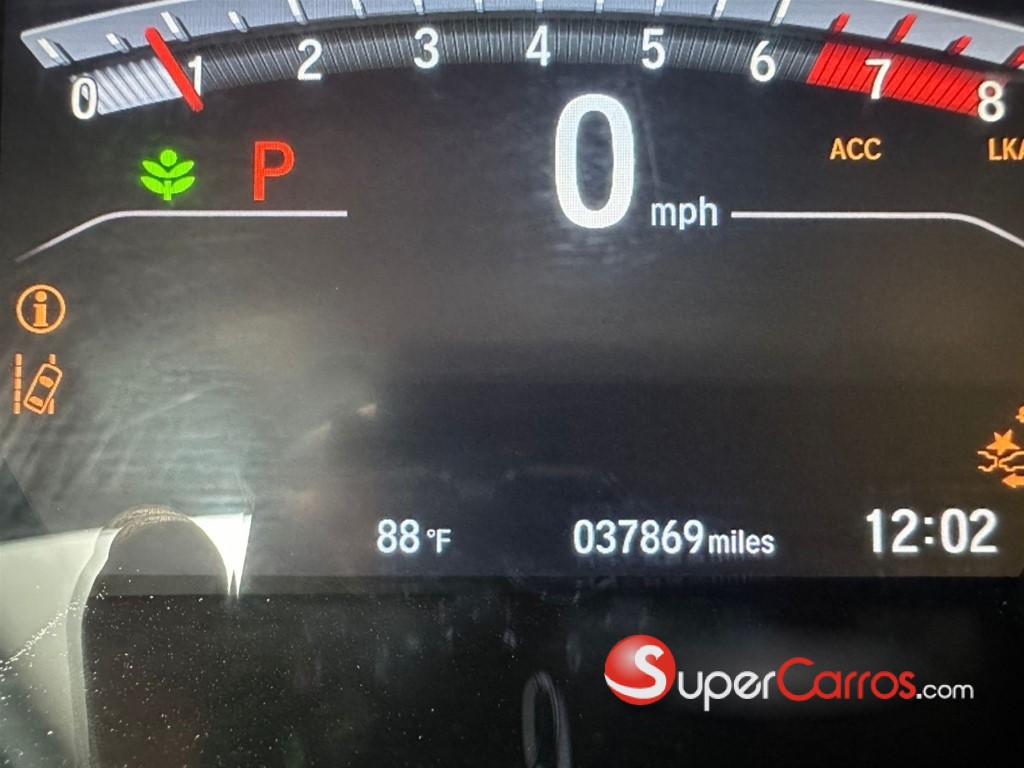 0 1 2 3 4 5 6 7 8
P 0 mph ACC LKA
88 °F 037869 miles 12:02
SuperCarros.com